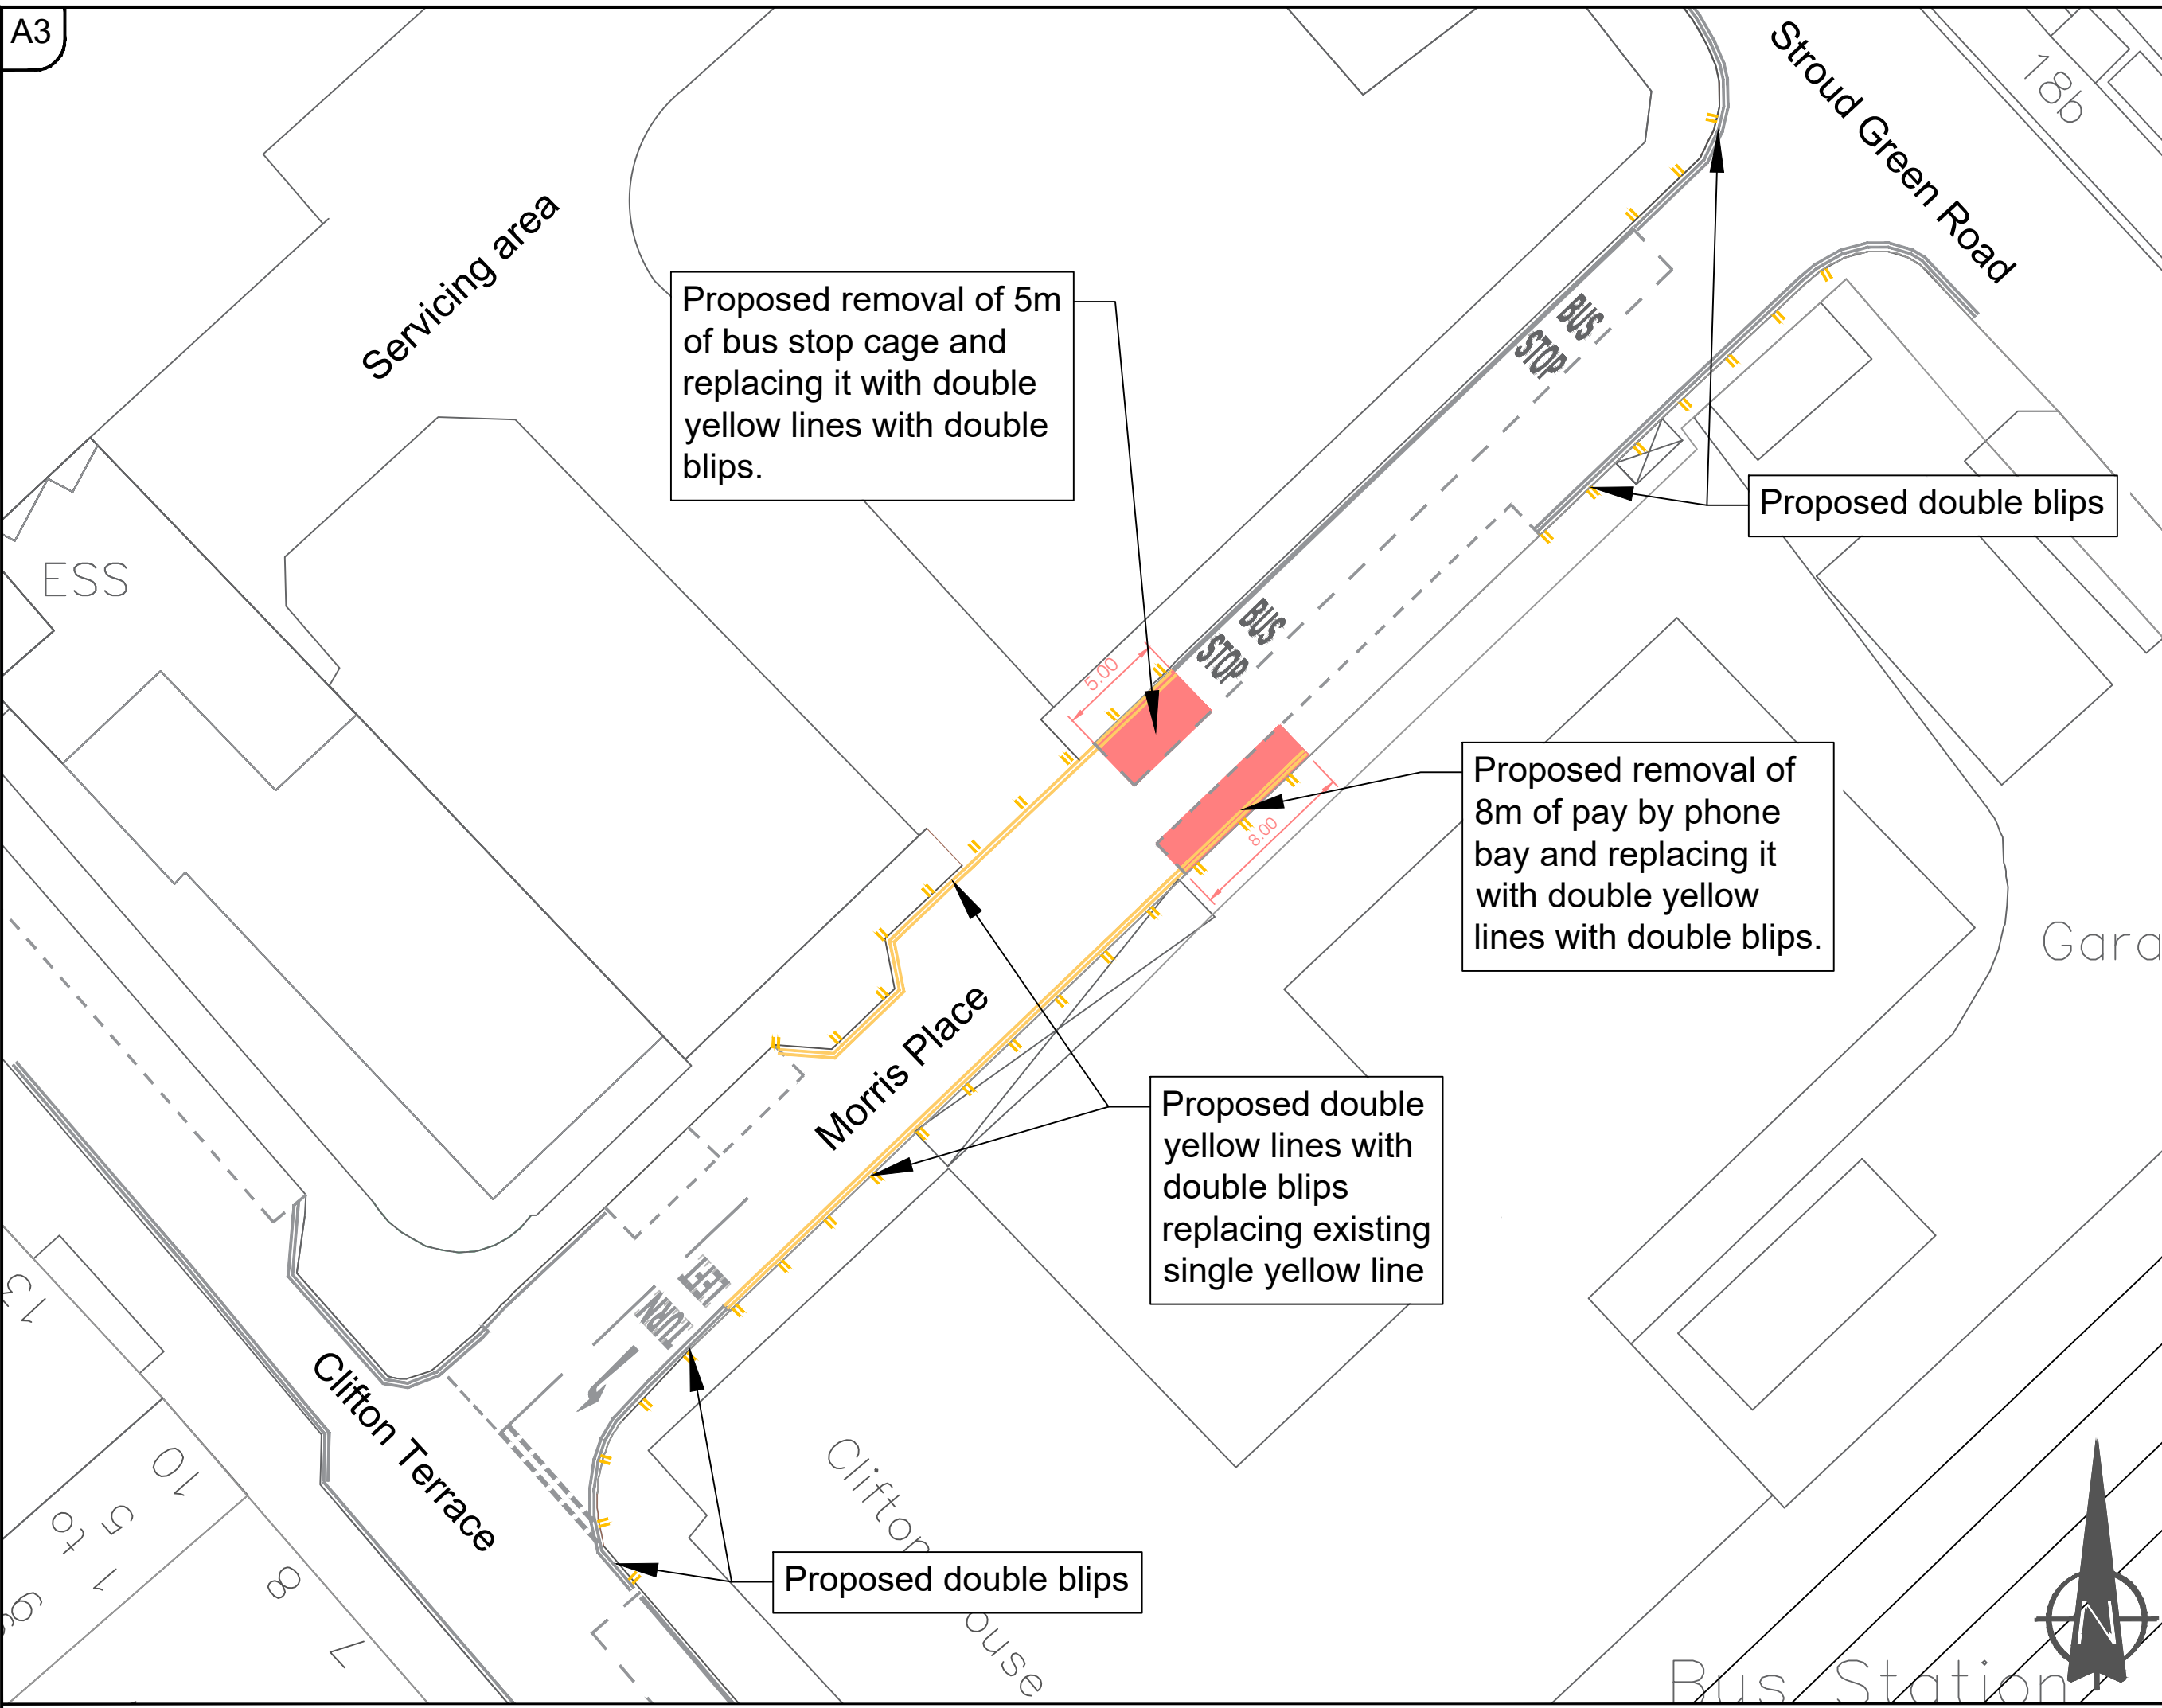 A3
Stroud Green Road
18b
Servicing area
Proposed removal of 5m
of bus stop cage and
replacing it with double
yellow lines with double
blips.
BUS
STOP
Proposed double blips
ESS
BUS
STOP
5.00
Proposed removal of
8m of pay by phone
bay and replacing it
with double yellow
lines with double blips.
8.00
Gara
Morris Place
Proposed double
yellow lines with
double blips
replacing existing
single yellow line
LEFT
TURN
13
Clifton Terrace
10
1 to 5
8
7
Clifton
ouse
Proposed double blips
N
Bus Station